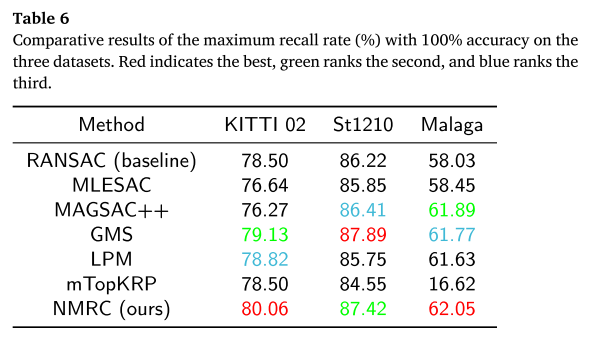 Table 6
Comparative results of the maximum recall rate (%) with 100% accuracy on the
three datasets. Red indicates the best, green ranks the second, and blue ranks the
third.
Method KITTI 02 St1210 Malaga
RANSAC (baseline) 78.50 86.22 58.03
MLESAC 76.64 85.85 58.45
MAGSAC++ 76.27 86.41 61.89
GMS 79.13 87.89 61.77
LPM 78.82 85.75 61.63
mTopKRP 78.50 84.55 16.62
NMRC (ours) 80.06 87.42 62.05